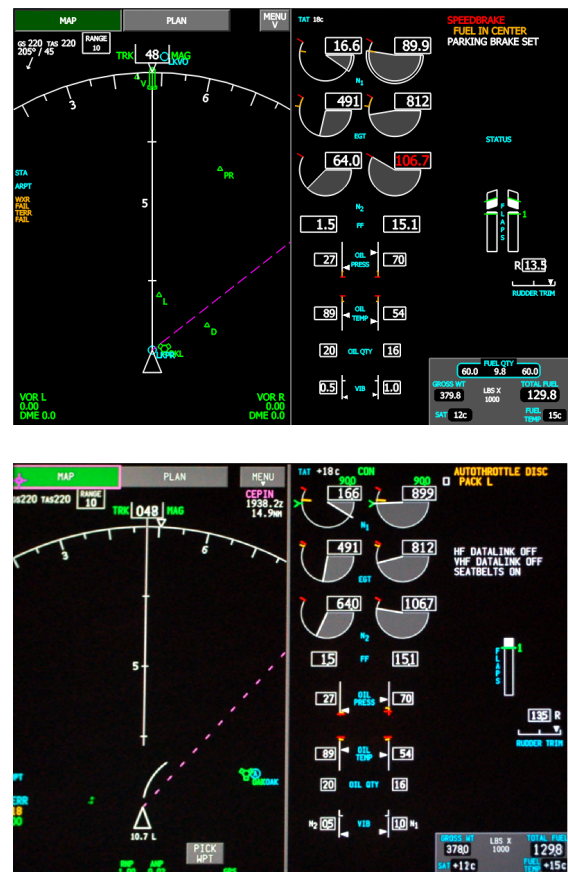 MAP
PLAN
MENU
V
GS 220 TAS 220
205° / 45
RANGE
10
TRK 48 MAG
LKVO
V
3
6
PR
STA
ARPT
WXR
FAIL
TERR
FAIL
5
L
D
LKPR
VOR L
0.00
DME 0.0
VOR R
0.00
DME 0.0
TAT 18c
16.6 89.9
N1
491 812
EGT
64.0 106.7
N2
1.5 FF 15.1
27 OIL PRESS 70
89 OIL TEMP 54
20 OIL QTY 16
0.5 VIB 1.0
SPEEDBRAKE
FUEL IN CENTER
PARKING BRAKE SET
STATUS
FLAPS
1
R 13.5
RUDDER TRIM
FUEL QTY
60.0 9.8 60.0
GROSS WT
379.8
LBS X
1000
TOTAL FUEL
129.8
SAT 12c
FUEL TEMP 15c
MAP
PLAN
MENU
GS220 TAS220
RANGE
10
TRK 048 MAG
CEPIN
1938.2z
14.9NM
3
6
5
10.7 L
PICK
WPT
TAT +18c CON
900 900
166 899
N1
491 812
EGT
640 1067
N2
15 FF 151
27 OIL PRESS 70
89 OIL TEMP 54
20 OIL QTY 16
N2 05 VIB 10 N1
AUTOTHROTTLE DISC
PACK L
HF DATALINK OFF
VHF DATALINK OFF
SEATBELTS ON
FLAPS
1
135 R
RUDDER TRIM
GROSS WT
3780
LBS X
1000
TOTAL FUEL
1298
SAT +12c
FUEL TEMP +15c